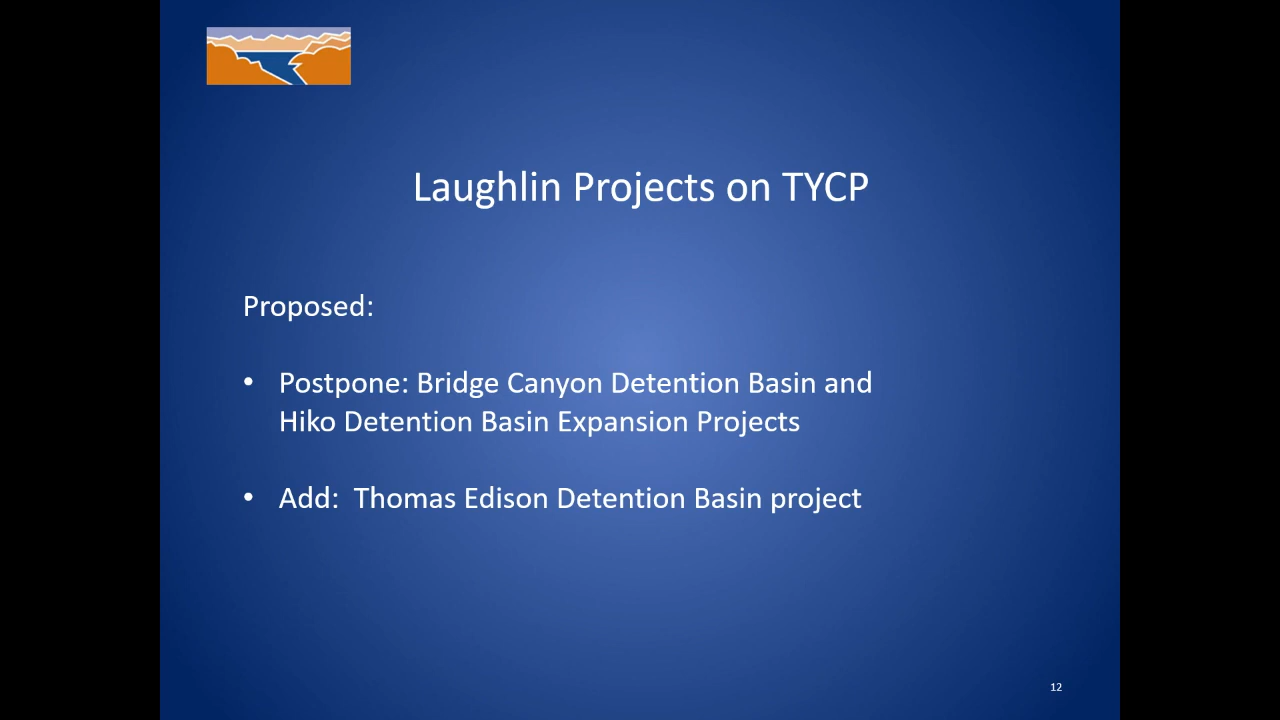 Laughlin Projects on TYCP
Proposed:
• Postpone: Bridge Canyon Detention Basin and
Hiko Detention Basin Expansion Projects
• Add:  Thomas Edison Detention Basin project
12